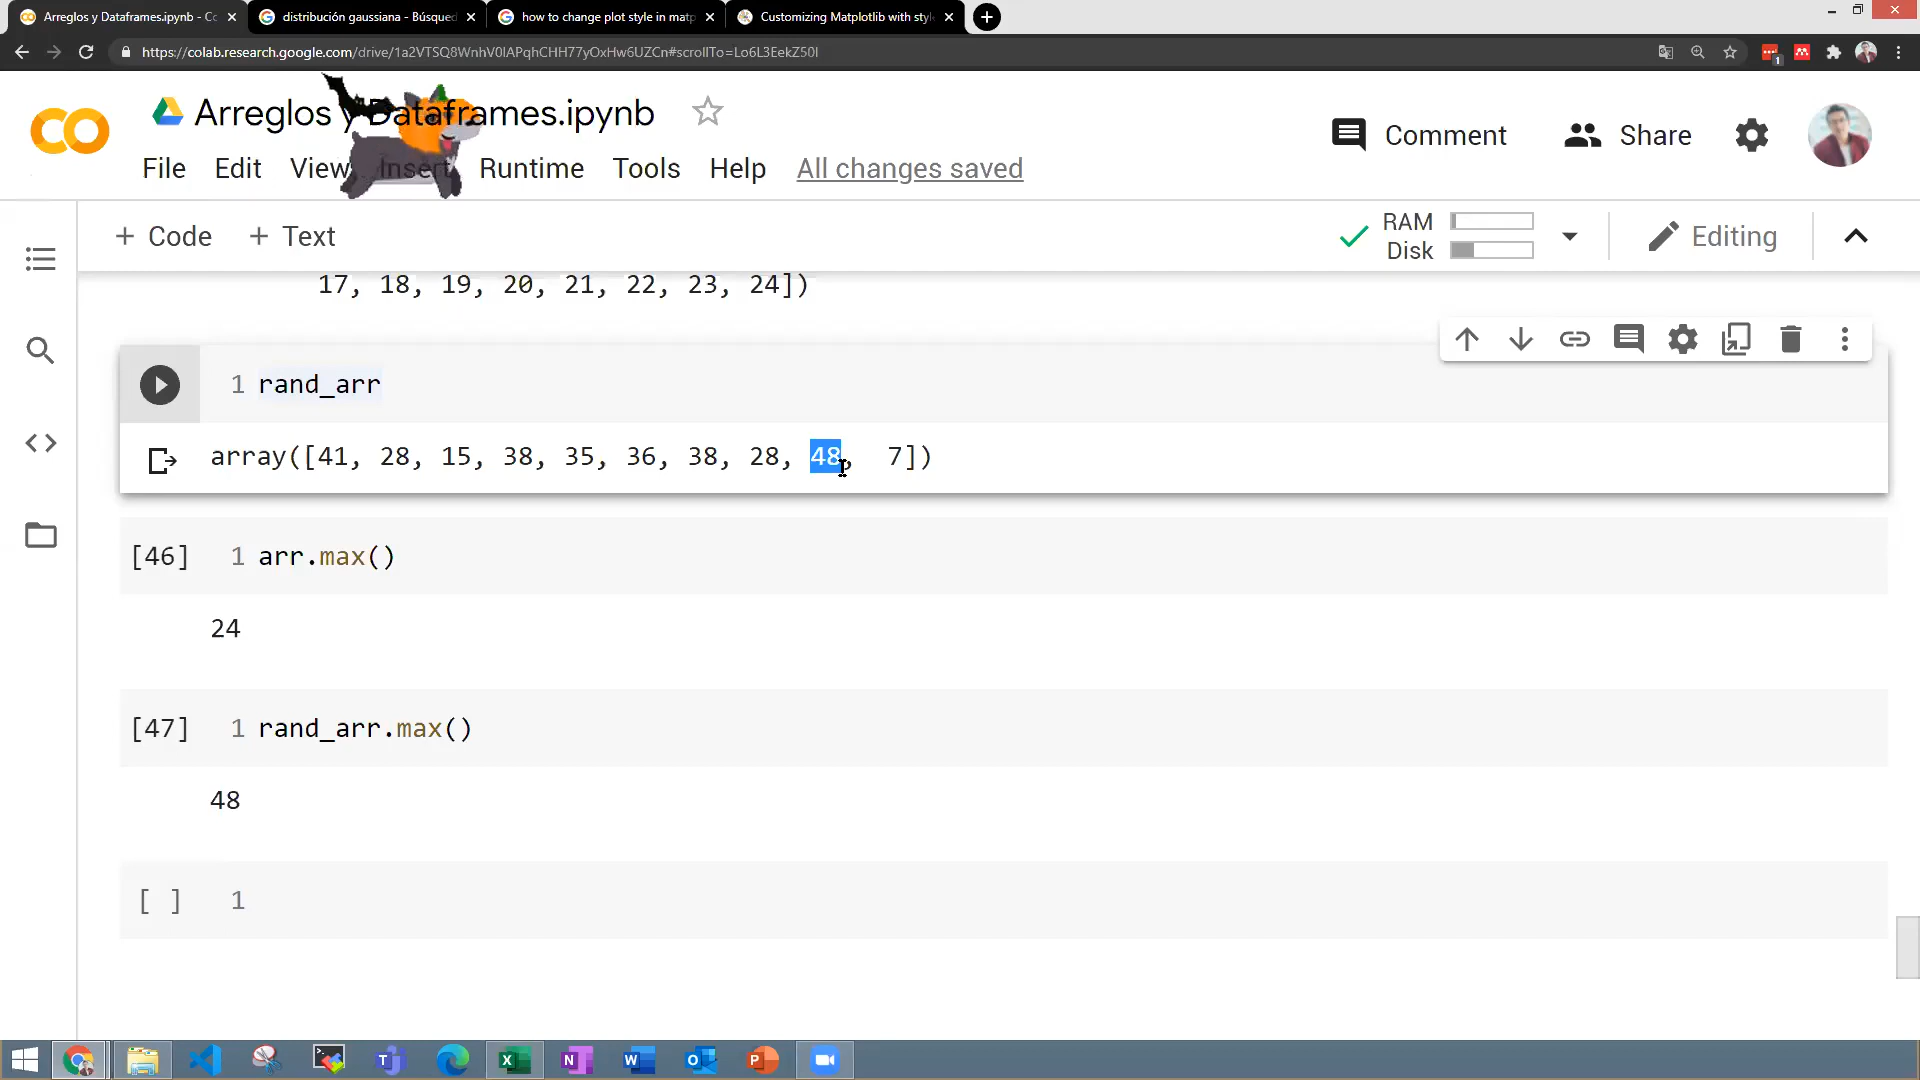 Arreglos y Dataframes.ipynb - Co
distribución gaussiana - Búsqued
how to change plot style in matp
Customizing Matplotlib with styl
https://colab.research.google.com/drive/1a2VTSQ8WnhV0lAPqhCHH77yOxHw6UZCn#scrollTo=Lo6L3EekZ50l
1
CO
Arreglos y Dataframes.ipynb
Comment
Share
File Edit View Insert Runtime Tools Help All changes saved
+ Code + Text
RAM
Disk
Editing
17, 18, 19, 20, 21, 22, 23, 24])
1 rand_arr
array([41, 28, 15, 38, 35, 36, 38, 28, 48, 7])
[46] 1 arr.max()
24
[47] 1 rand_arr.max()
48
[ ] 1